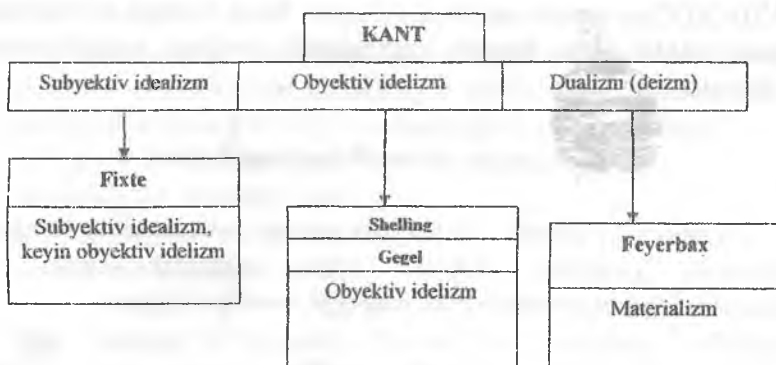 KANT
Subyektiv idealizm
Obyektiv idelizm
Dualizm (deizm)
Fixte
Subyektiv idealizm,
keyin obyektiv idelizm
Shelling
Gegel
Obyektiv idelizm
Feyerbax
Materializm